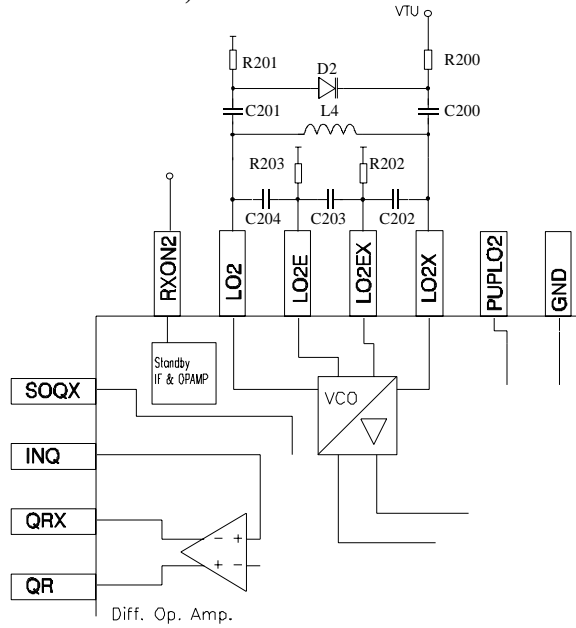 )
VTU
R201
D2
R200
C201
L4
C200
R203
R202
C204
C203
C202
RXON2
LO2
LO2E
LO2EX
LO2X
PUPLO2
GND
Standby
IF & OPAMP
SOQX
VCO
INQ
QRX
- +
+ -
QR
Diff. Op. Amp.